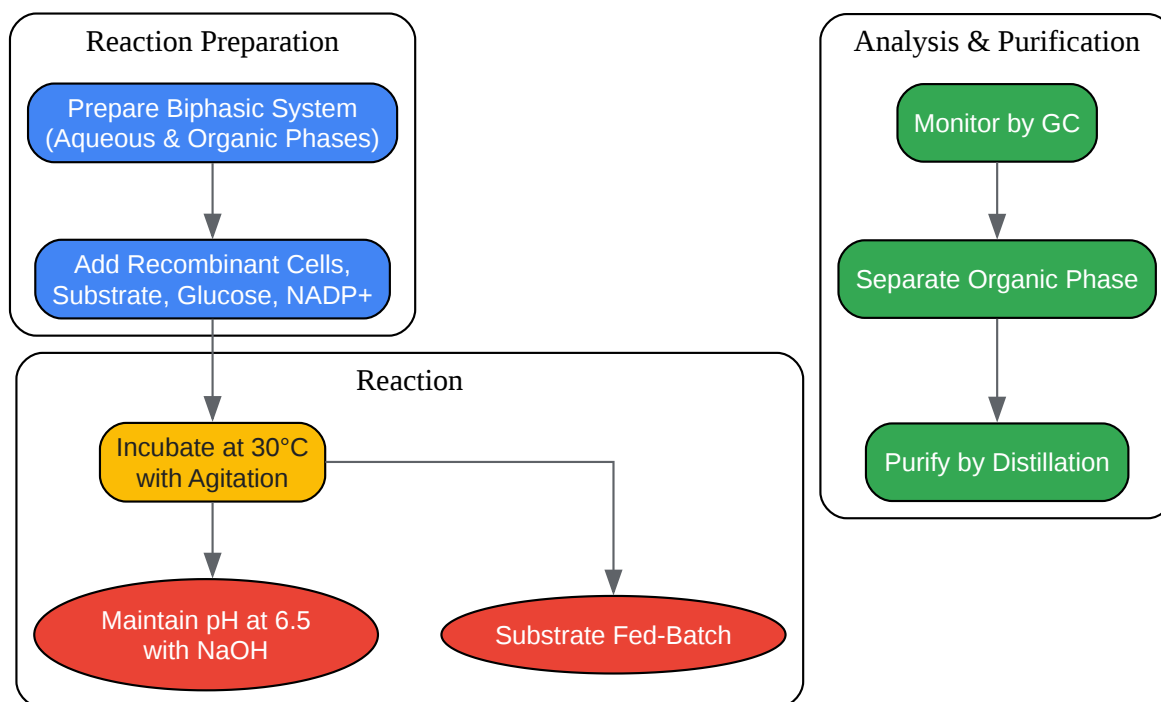 Reaction Preparation
Prepare Biphasic System
(Aqueous & Organic Phases)
Add Recombinant Cells,
Substrate, Glucose, NADP+
Reaction
Incubate at 30°C
with Agitation
Maintain pH at 6.5
with NaOH
Substrate Fed-Batch
Analysis & Purification
Monitor by GC
Separate Organic Phase
Purify by Distillation